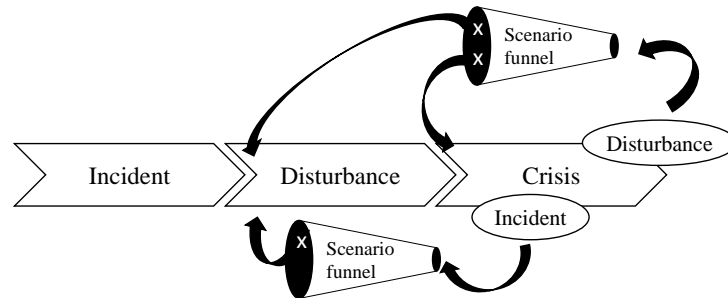 X
X
Scenario
funnel
Disturbance
Incident
Disturbance
Crisis
Incident
X
Scenario
funnel